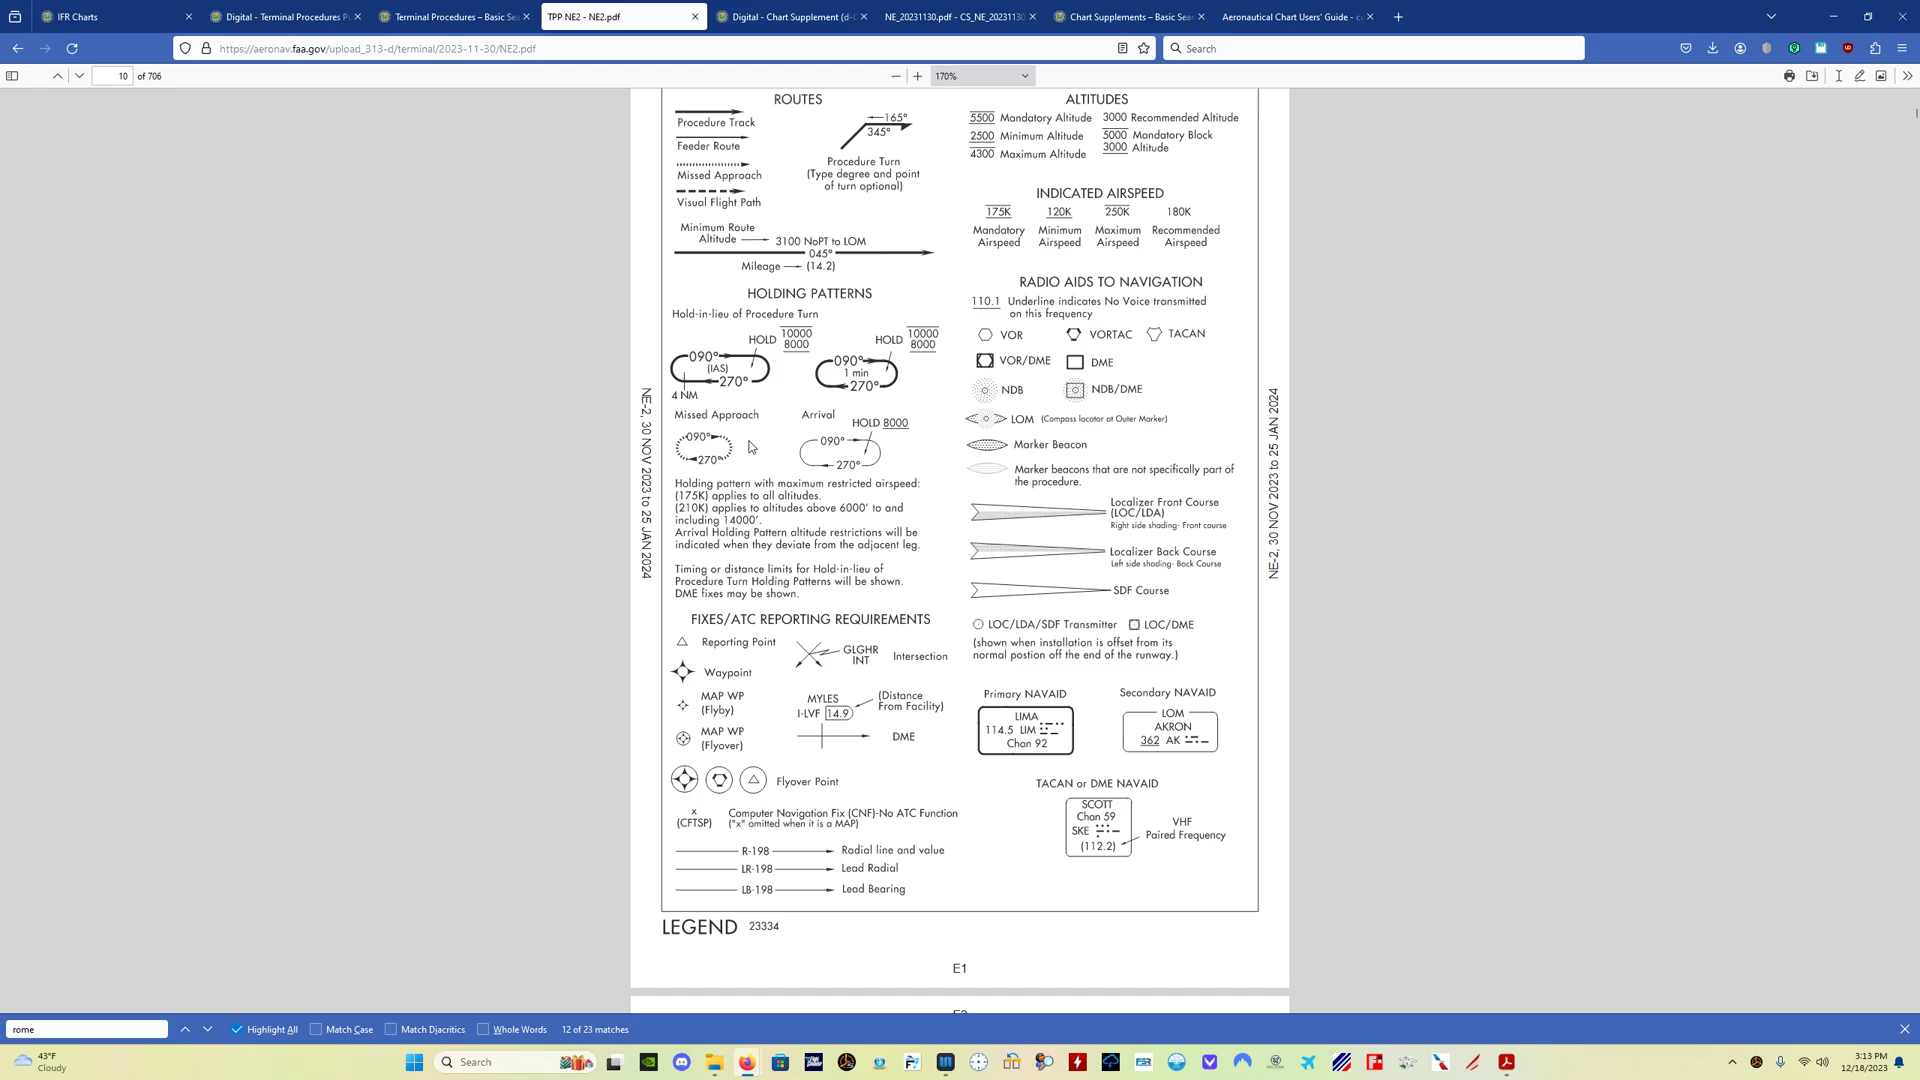 IFR Charts
Digital - Terminal Procedures P
Terminal Procedures – Basic Sea
TPP NE2 - NE2.pdf
Digital - Chart Supplement (d-C
NE_20231130.pdf - CS_NE_20231130
Chart Supplements – Basic Sear
Aeronautical Chart Users' Guide - c
https://aeronav.faa.gov/upload_313-d/terminal/2023-11-30/NE2.pdf
Search
10 of 706
170%
ROUTES
Procedure Track
Feeder Route
Missed Approach
Visual Flight Path
165°
345°
Procedure Turn
(Type degree and point
of turn optional)
Minimum Route
Altitude
3100 NoPT to LOM
045°
Mileage
(14.2)
HOLDING PATTERNS
Hold-in-lieu of Procedure Turn
HOLD 10000
8000
090°
(IAS)
270°
4 NM
HOLD 10000
8000
090°
1 min
270°
Missed Approach
090°
270°
Arrival
HOLD 8000
090°
270°
Holding pattern with maximum restricted airspeed:
(175K) applies to all altitudes.
(210K) applies to altitudes above 6000' to and
including 14000'.
Arrival Holding Pattern altitude restrictions will be
indicated when they deviate from the adjacent leg.
Timing or distance limits for Hold-in-lieu of
Procedure Turn Holding Patterns will be shown.
DME fixes may be shown.
FIXES/ATC REPORTING REQUIREMENTS
Reporting Point
Waypoint
MAP WP
(Flyby)
MAP WP
(Flyover)
GLGHR
INT
Intersection
MYLES
I-LVF 14.9
(Distance
From Facility)
DME
Flyover Point
x
(CFTSP)
Computer Navigation Fix (CNF)-No ATC Function
("x" omitted when it is a MAP)
R-198 Radial line and value
LR-198 Lead Radial
LB-198 Lead Bearing
ALTITUDES
5500 Mandatory Altitude
2500 Minimum Altitude
4300 Maximum Altitude
3000 Recommended Altitude
5000 Mandatory Block
3000 Altitude
INDICATED AIRSPEED
175K 120K 250K 180K
Mandatory Minimum Maximum Recommended
Airspeed Airspeed Airspeed Airspeed
RADIO AIDS TO NAVIGATION
110.1 Underline indicates No Voice transmitted
on this frequency
VOR VORTAC TACAN
VOR/DME DME
NDB NDB/DME
LOM (Compass locator at Outer Marker)
Marker Beacon
Marker beacons that are not specifically part of
the procedure.
Localizer Front Course
(LOC/LDA)
Right side shading- Front course
Localizer Back Course
Left side shading- Back Course
SDF Course
LOC/LDA/SDF Transmitter LOC/DME
(shown when installation is offset from its
normal postion off the end of the runway.)
Primary NAVAID
LIMA
114.5 LIM
Chan 92
Secondary NAVAID
LOM
AKRON
362 AK
TACAN or DME NAVAID
SCOTT
Chan 59
SKE
(112.2)
VHF
Paired Frequency
NE-2, 30 NOV 2023 to 25 JAN 2024
NE-2, 30 NOV 2023 to 25 JAN 2024
LEGEND 23334
E1
rome
Highlight All
Match Case
Match Diacritics
Whole Words
12 of 23 matches
43°F
Cloudy
Search
3:13 PM
12/18/2023